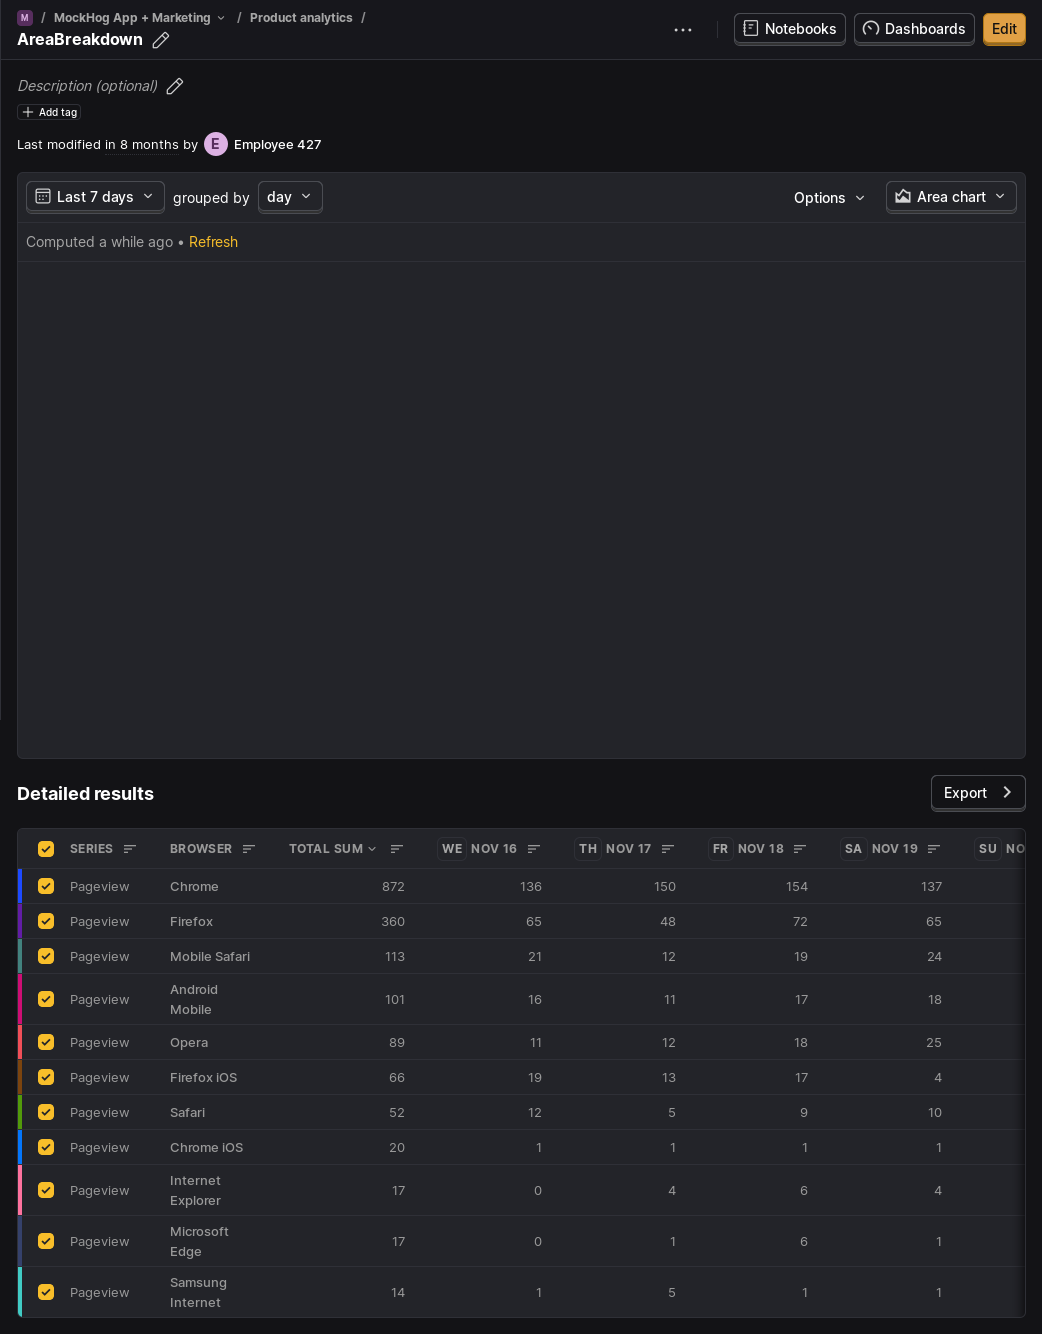 M / MockHog App + Marketing / Product analytics /
AreaBreakdown
Notebooks Dashboards Edit
Description (optional)
Add tag
Last modified in 8 months by E Employee 427
Last 7 days grouped by day Options Area chart
Computed a while ago • Refresh
Detailed results
Export
SERIES BROWSER TOTAL SUM WE NOV 16 TH NOV 17 FR NOV 18 SA NOV 19 SU NO
Pageview Chrome 872 136 150 154 137
Pageview Firefox 360 65 48 72 65
Pageview Mobile Safari 113 21 12 19 24
Pageview Android Mobile 101 16 11 17 18
Pageview Opera 89 11 12 18 25
Pageview Firefox iOS 66 19 13 17 4
Pageview Safari 52 12 5 9 10
Pageview Chrome iOS 20 1 1 1 1
Pageview Internet Explorer 17 0 4 6 4
Pageview Microsoft Edge 17 0 1 6 1
Pageview Samsung Internet 14 1 5 1 1